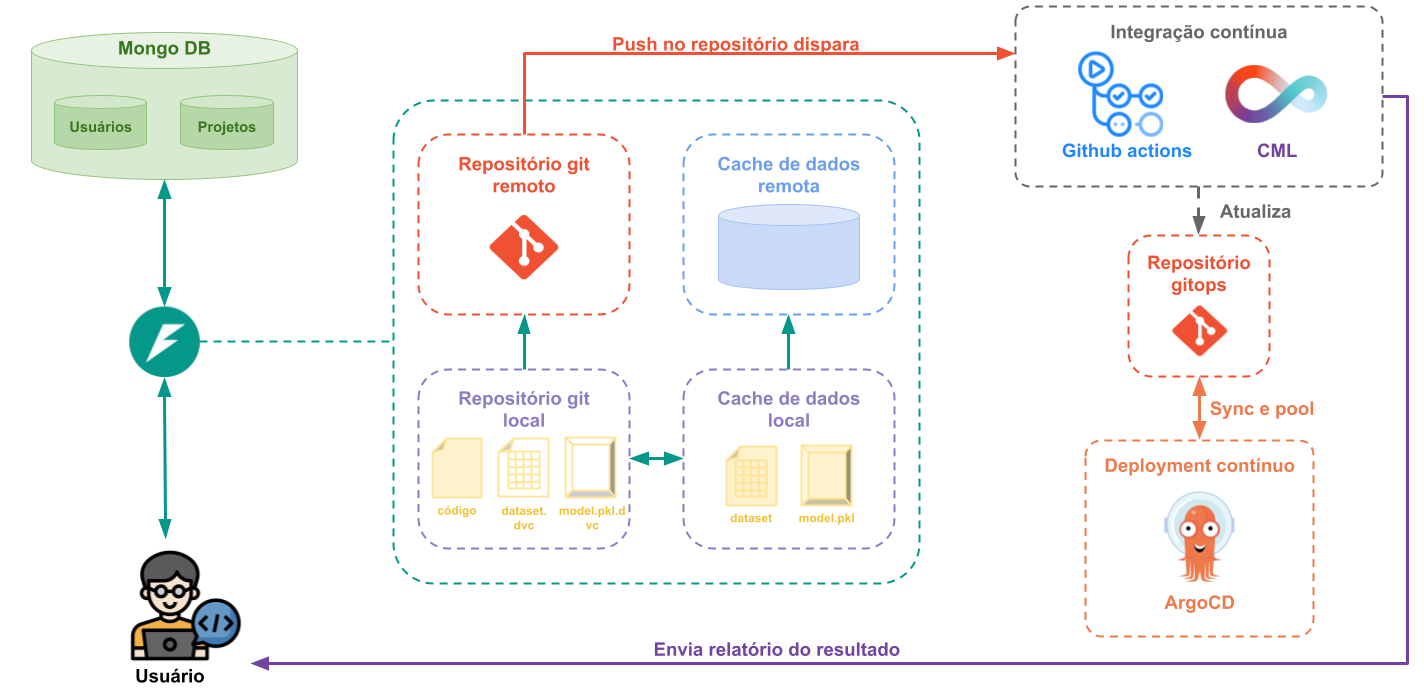 Mongo DB
Usuários
Projetos
Push no repositório dispara
Integração contínua
Github actions
CML
Repositório git
remoto
Cache de dados
remota
Atualiza
Repositório
gitops
Repositório git
local
código
dataset.
dvc
model.pkl.d
vc
Cache de dados
local
dataset
model.pkl
Sync e pool
Deployment contínuo
ArgoCD
Envia relatório do resultado
Usuário